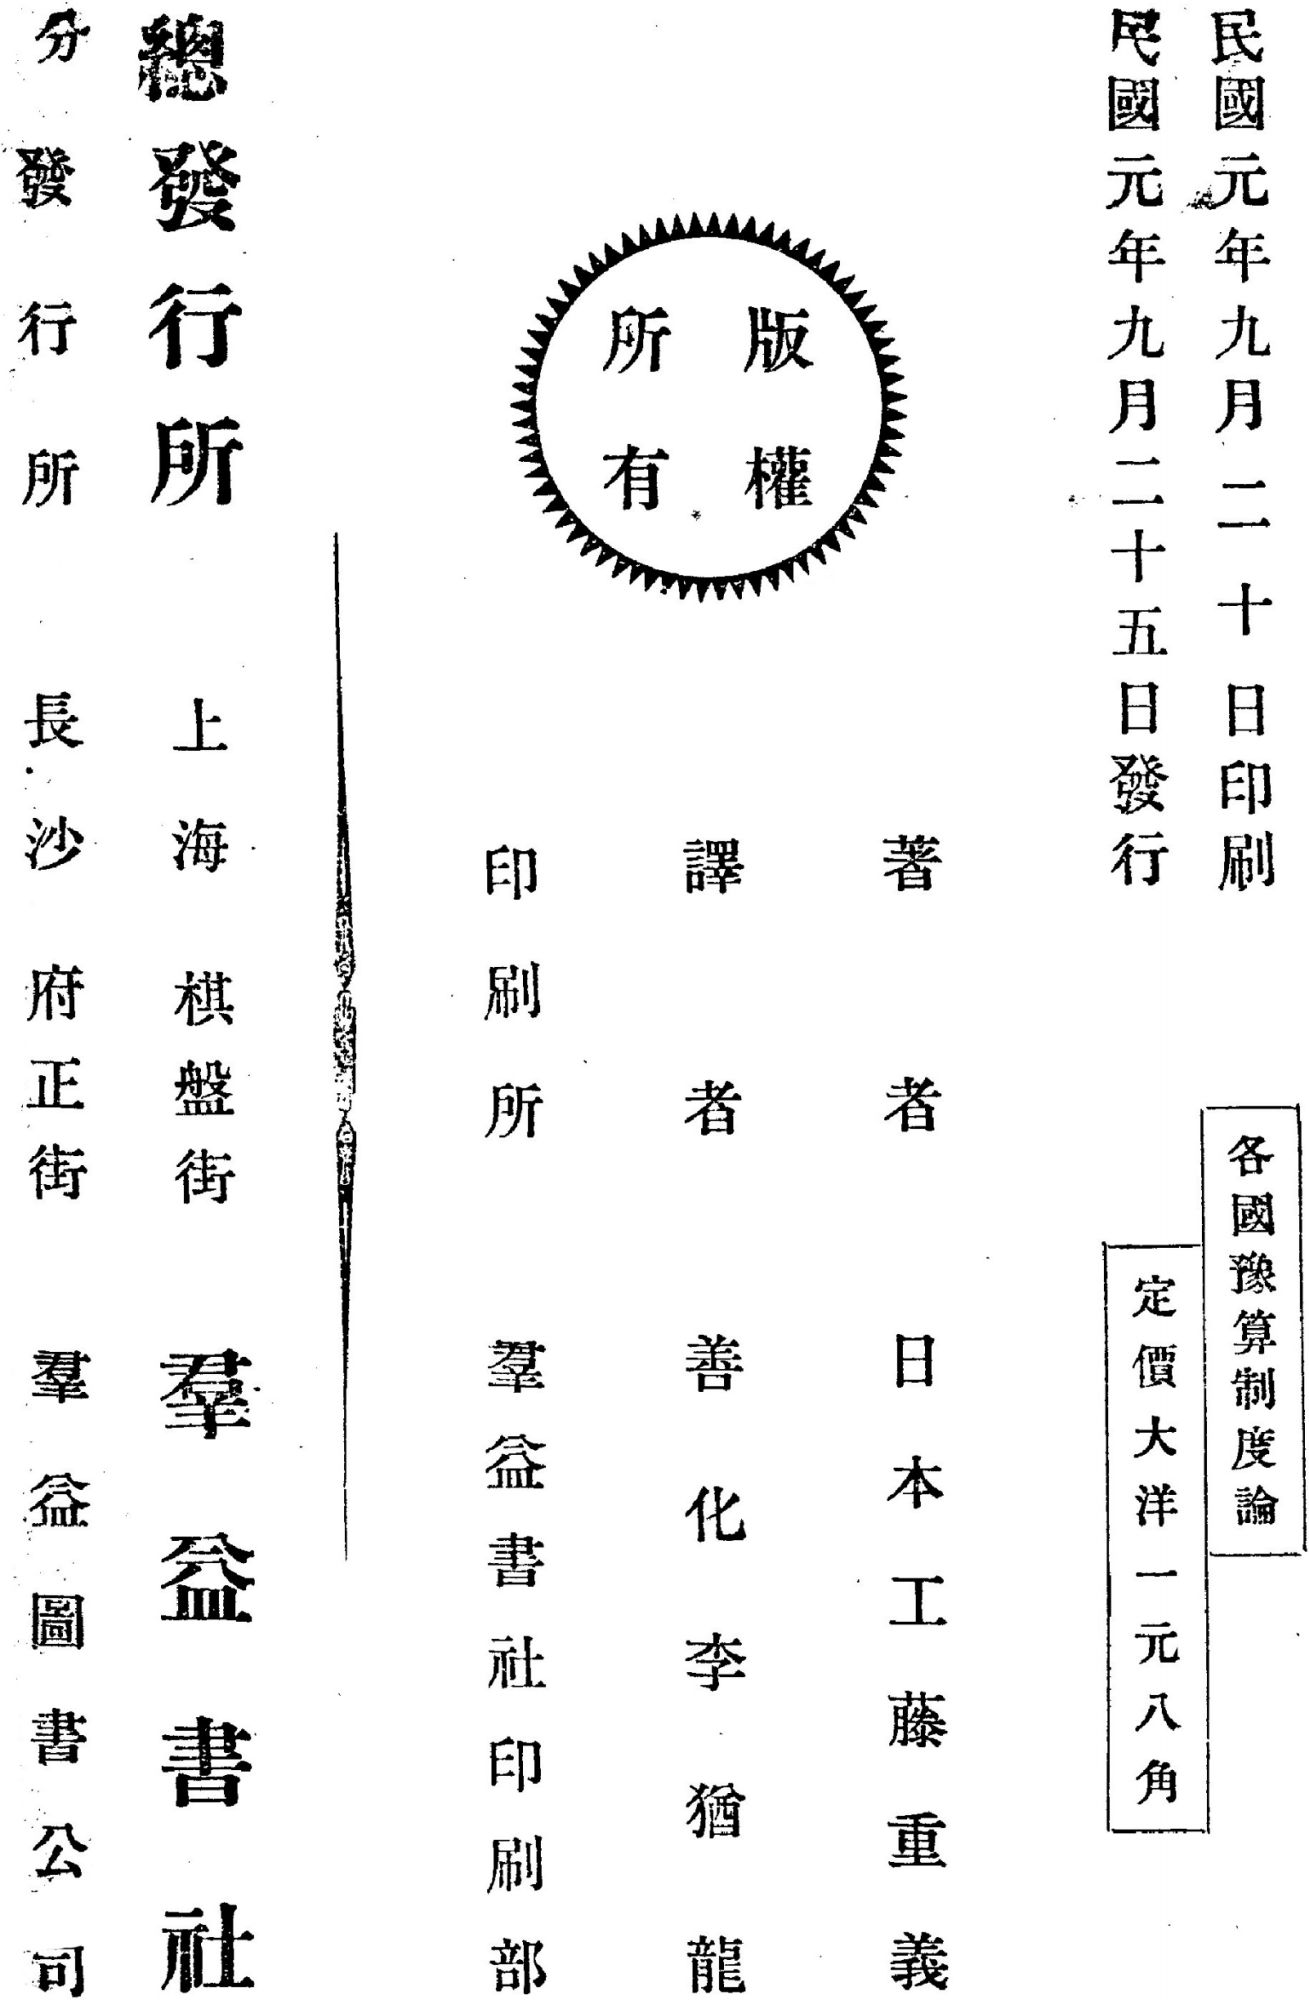 民國元年九月二十日印刷
民國元年九月二十五日發行
各國豫算制度論
定價大洋一元八角
版權
所有
著者 日本工藤重義
譯者 善化李猶龍
印刷所 羣益書社印刷部
總發行所 上海棋盤街 羣益書社
分發行所 長沙府正街 羣益圖書公司